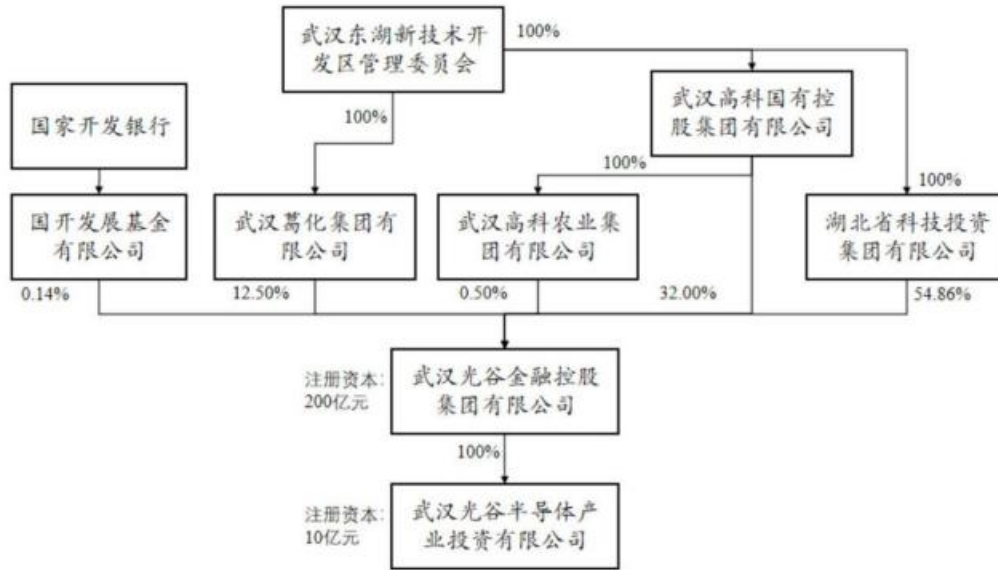 武汉东湖新技术开
发区管理委员会
100%
武汉高科国有控
股集团有限公司
国家开发银行
100%
100%
100%
国开发展基金
有限公司
武汉葛化集团有
限公司
武汉高科农业集
团有限公司
湖北省科技投资
集团有限公司
0.14%
12.50%
0.50%
32.00%
54.86%
注册资本：
200亿元
武汉光谷金融控股
集团有限公司
100%
注册资本：
10亿元
武汉光谷半导体产
业投资有限公司